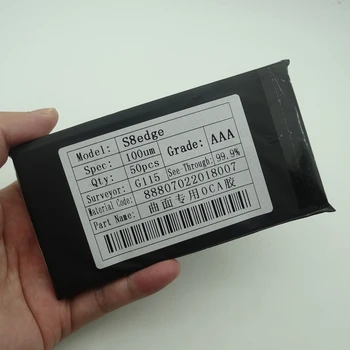 Model: S8edge
Spec: 100um Grade: AAA
Qty: 50pcs
Surveyor: G115 See Through: 99.9%
Material Code: 88807022018007
Part Name: 曲面专用OCA胶